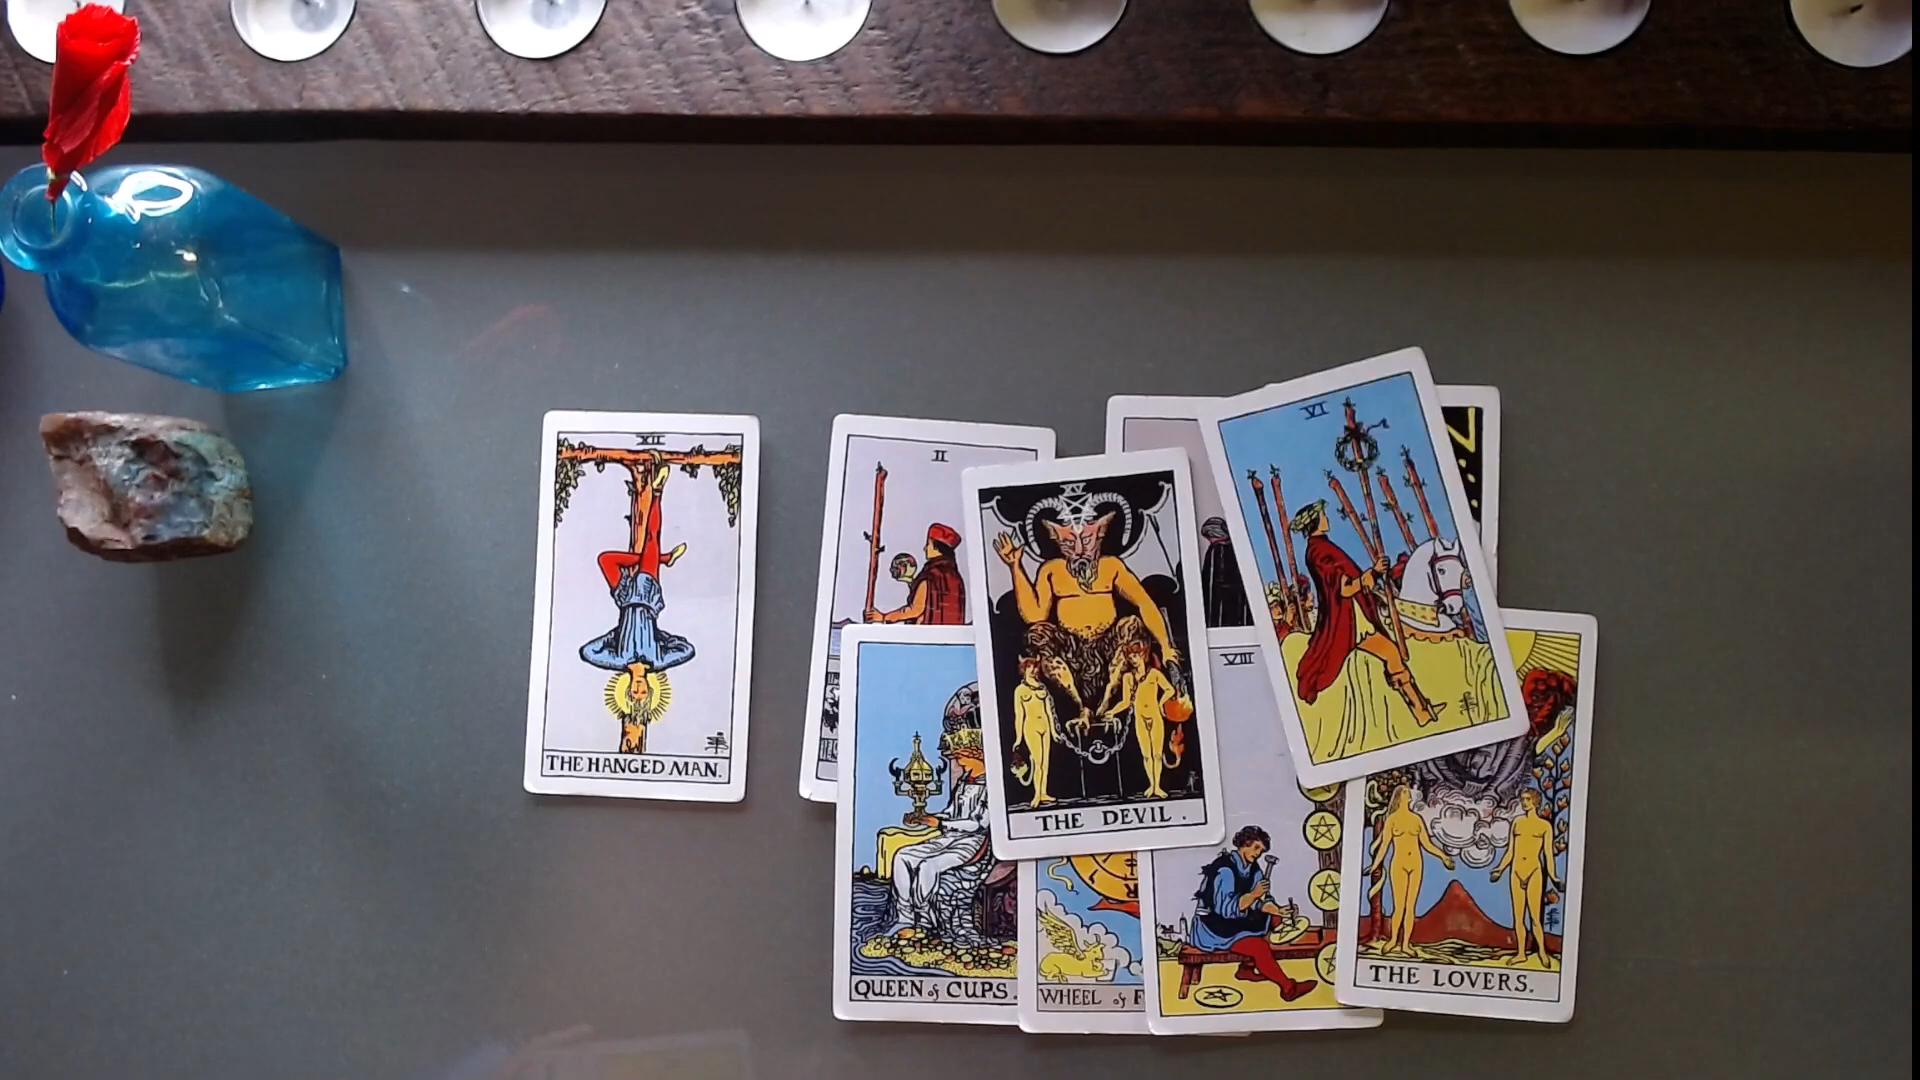 XII
THE HANGED MAN.
II
XV
THE DEVIL.
VI
VIII
QUEEN of CUPS.
WHEEL of F
THE LOVERS.